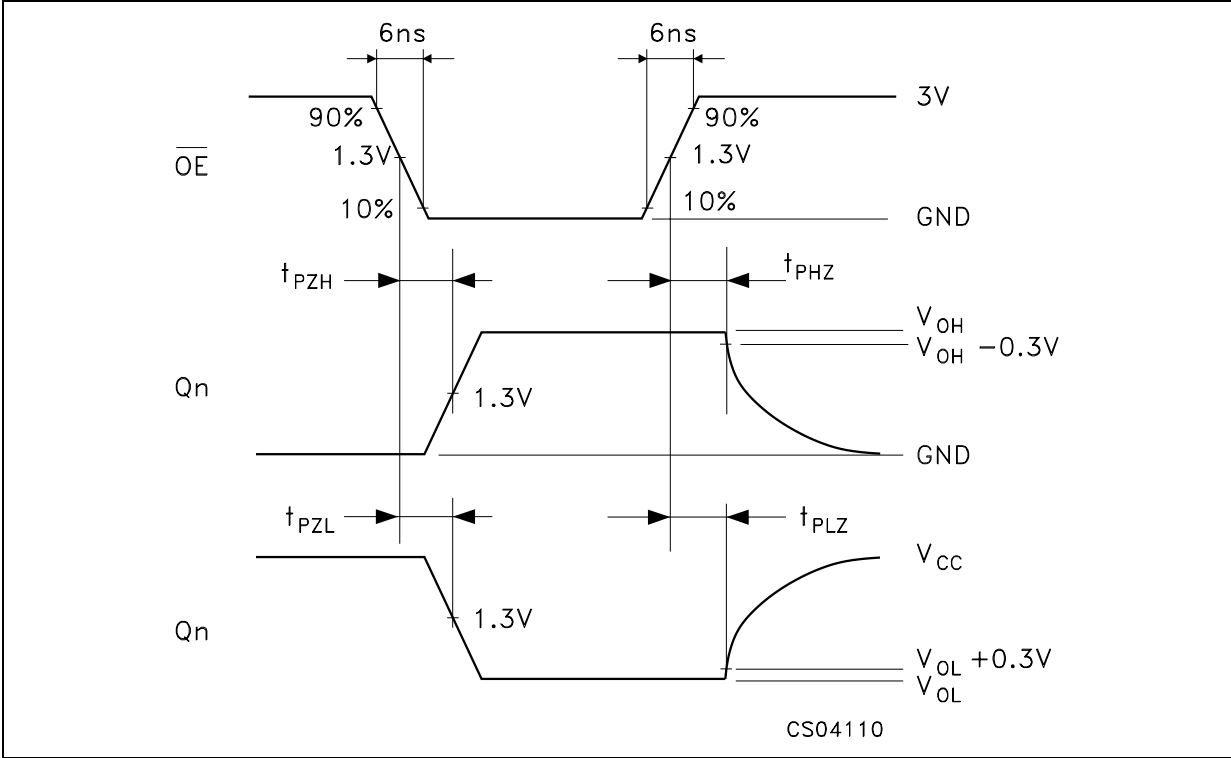 6ns 6ns
3V
90% 90%
1.3V 1.3V
OE
10% 10%
GND
tPZH tPHZ
VOH
VOH -0.3V
Qn 1.3V
GND
tPZL tPLZ
VCC
1.3V
Qn
VOL +0.3V
VOL
CS04110